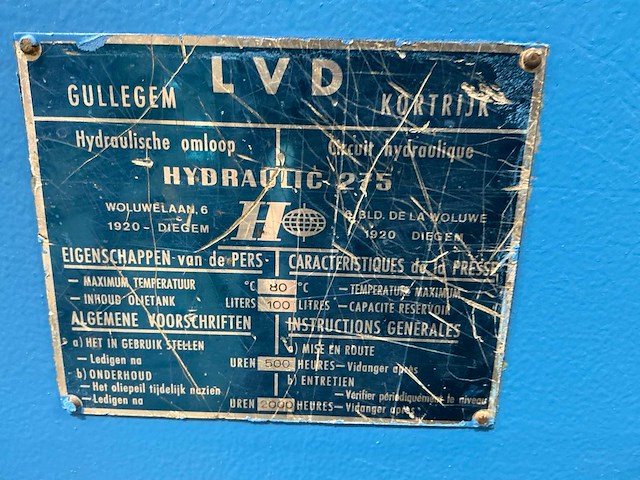 LVD
GULLEGEM KORTRIJK
Hydraulische omloop Circuit hydraulique
HYDRAULIC 275
WOLUWELAAN, 6 6, BLD. DE LA WOLUWE
1920 - DIEGEM H 1920 DIEGEM
EIGENSCHAPPEN van de PERS CARACTERISTIQUES de la PRESSE
- MAXIMUM TEMPERATUUR °C 80 °C - TEMPERATURE MAXIMUM
- INHOUD OLIETANK LITERS 100 LITRES - CAPACITE RESERVOIR
ALGEMENE VOORSCHRIFTEN INSTRUCTIONS GENERALES
a) HET IN GEBRUIK STELLEN a) MISE EN ROUTE
- Ledigen na UREN 500 HEURES - Vidanger après
b) ONDERHOUD b) ENTRETIEN
- Het oliepeil tijdelijk nazien - Vérifier périodiquement le niveau
- Ledigen na UREN 2000 HEURES - Vidanger après